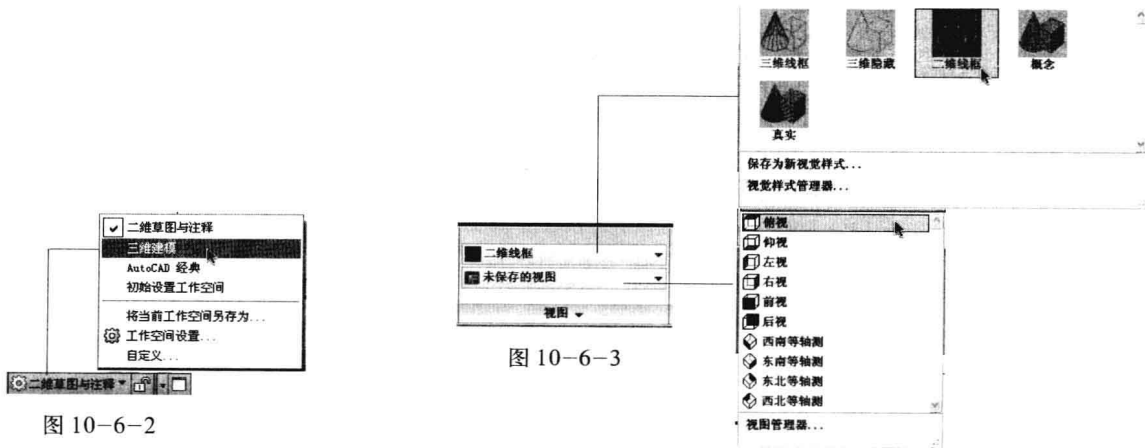 二维草图与注释
三维建模
AutoCAD 经典
初始设置工作空间
将当前工作空间另存为...
工作空间设置...
自定义...
二维草图与注释
图 10-6-2
二维线框
未保存的视图
视图
图 10-6-3
三维线框
三维隐藏
二维线框
概念
真实
保存为新视觉样式...
视觉样式管理器...
俯视
仰视
左视
右视
前视
后视
西南等轴测
东南等轴测
东北等轴测
西北等轴测
视图管理器...